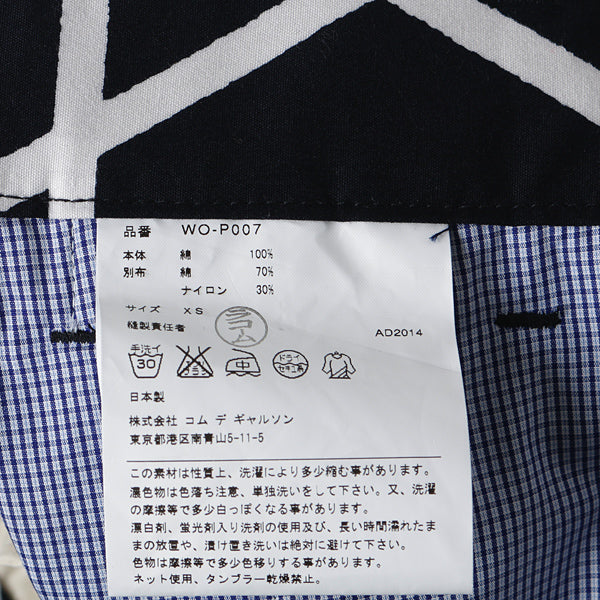 品番 WO-P007
本体 綿 100%
別布 綿 70%
ナイロン 30%
サイズ XS
縫製責任者 ラコム AD2014
手洗イ 30 エンソサラシ 中 ドライ セキユ系
日本製
株式会社 コム デ ギャルソン
東京都港区南青山5-11-5
この素材は性質上、洗濯により多少縮む事があります。
濃色物は色落ち注意、単独洗いをして下さい。又、洗濯
の摩擦等で多少白っぽくなる事があります。
漂白剤、蛍光剤入り洗剤の使用及び、長い時間濡れたま
まの放置や、漬け置き洗いは絶対に避けて下さい。
色物は摩擦等で多少色移りする事があります。
ネット使用、タンブラー乾燥禁止。